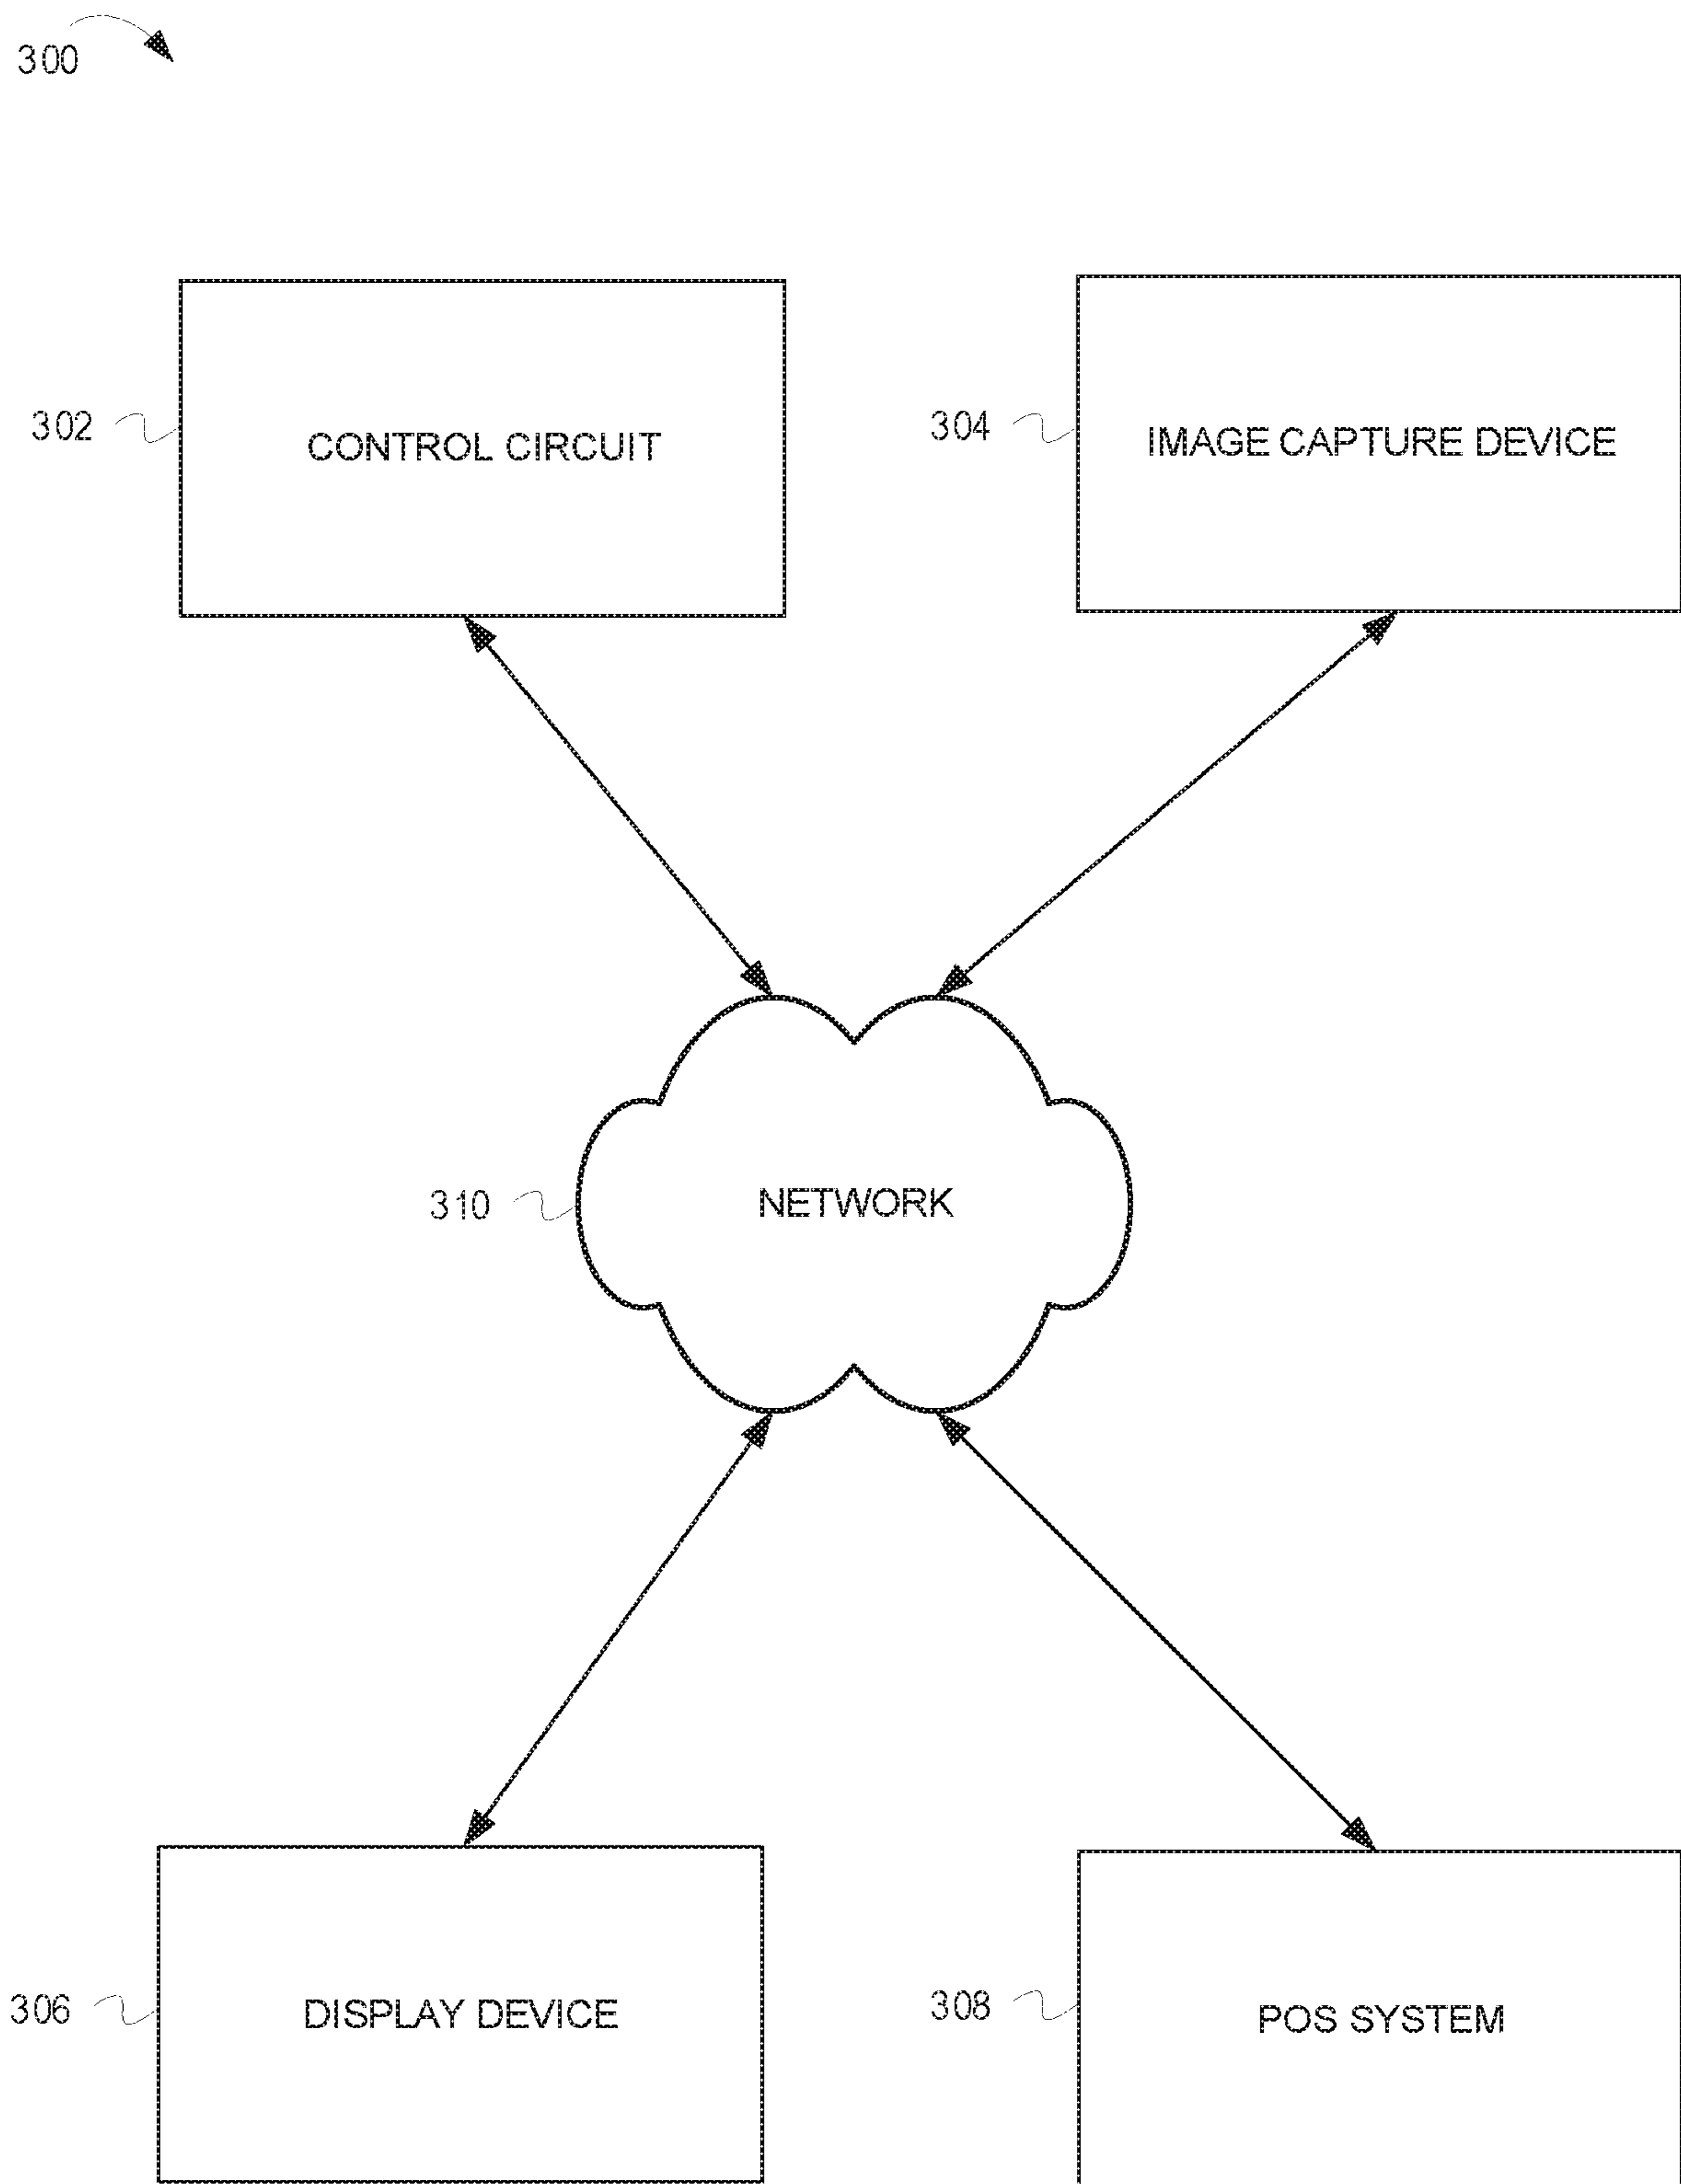 300
302
CONTROL CIRCUIT
304
IMAGE CAPTURE DEVICE
310
NETWORK
306
DISPLAY DEVICE
308
POS SYSTEM